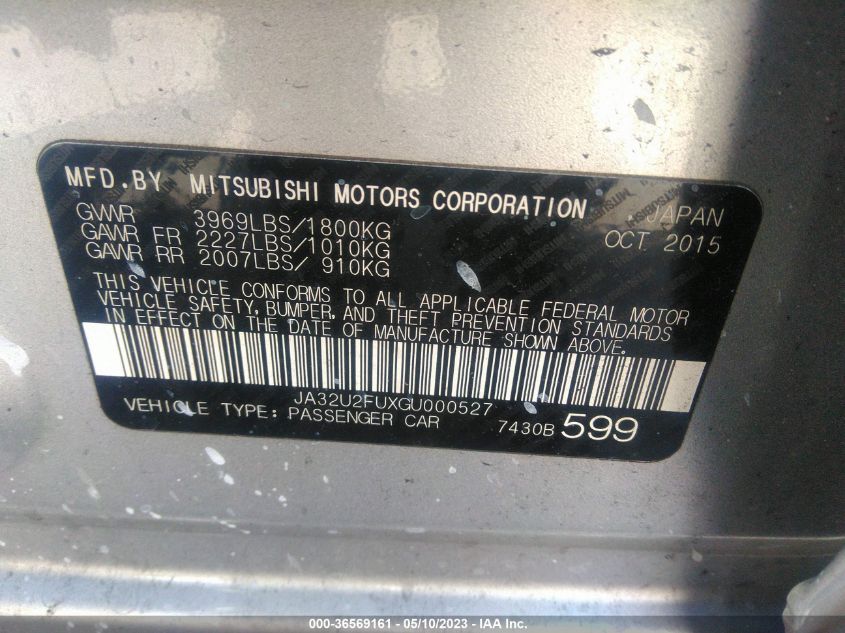 MFD.BY MITSUBISHI MOTORS CORPORATION JAPAN
GVWR 3969LBS/1800KG OCT 2015
GAWR FR 2227LBS/1010KG
GAWR RR 2007LBS/ 910KG
THIS VEHICLE CONFORMS TO ALL APPLICABLE FEDERAL MOTOR
VEHICLE SAFETY, BUMPER, AND THEFT PREVENTION STANDARDS
IN EFFECT ON THE DATE OF MANUFACTURE SHOWN ABOVE.
JA32U2FUXGU000527
VEHICLE TYPE: PASSENGER CAR 7430B 599
000-36569161 - 05/10/2023 - IAA Inc.